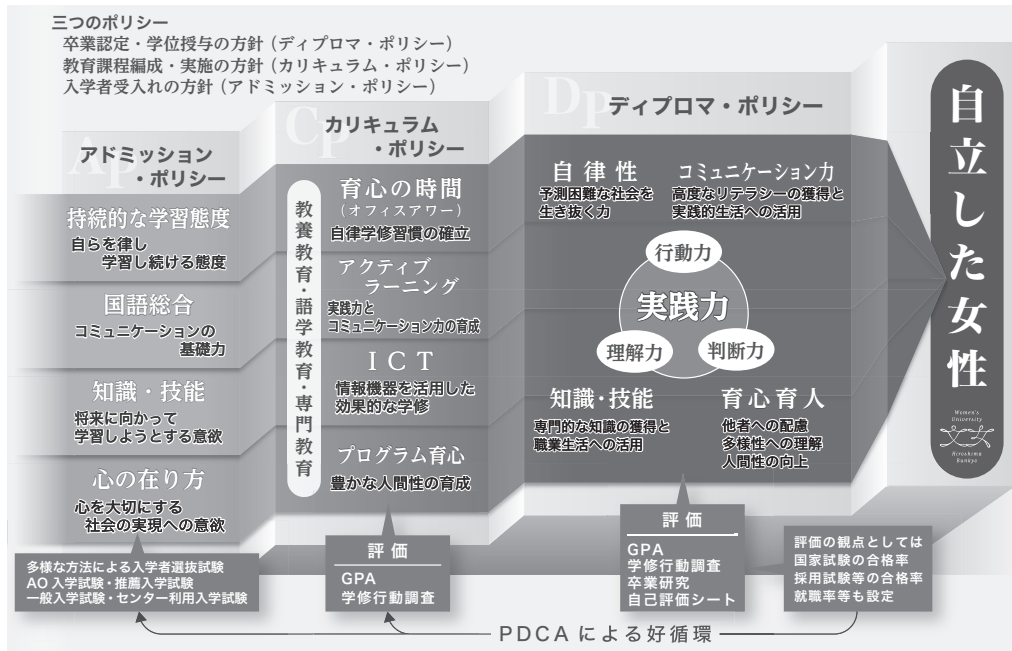 三つのポリシー
卒業認定・学位授与の方針（ディプロマ・ポリシー）
教育課程編成・実施の方針（カリキュラム・ポリシー）
入学者受入れの方針（アドミッション・ポリシー）
AP
アドミッション
・ポリシー
持続的な学習態度
自らを律し
学習し続ける態度
国語総合
コミュニケーションの
基礎力
知識・技能
将来に向かって
学習しようとする意欲
心の在り方
心を大切にする
社会の実現への意欲
多様な方法による入学者選抜試験
AO入学試験・推薦入学試験
一般入学試験・センター利用入学試験
CP
カリキュラム
・ポリシー
教養教育・語学教育・専門教育
育心の時間
（オフィスアワー）
自律学修習慣の確立
アクティブ
ラーニング
実践力と
コミュニケーション力の育成
ICT
情報機器を活用した
効果的な学修
プログラム育心
豊かな人間性の育成
評価
GPA
学修行動調査
DP
ディプロマ・ポリシー
自律性
予測困難な社会を
生き抜く力
コミュニケーション力
高度なリテラシーの獲得と
実践的生活への活用
行動力
実践力
理解力
判断力
知識・技能
専門的な知識の獲得と
職業生活への活用
育心育人
他者への配慮
多様性への理解
人間性の向上
評価
GPA
学修行動調査
卒業研究
自己評価シート
評価の観点としては
国家試験の合格率
採用試験等の合格率
就職率等も設定
自立した女性
Women's
University
Hiroshima
Bunkyo
PDCAによる好循環